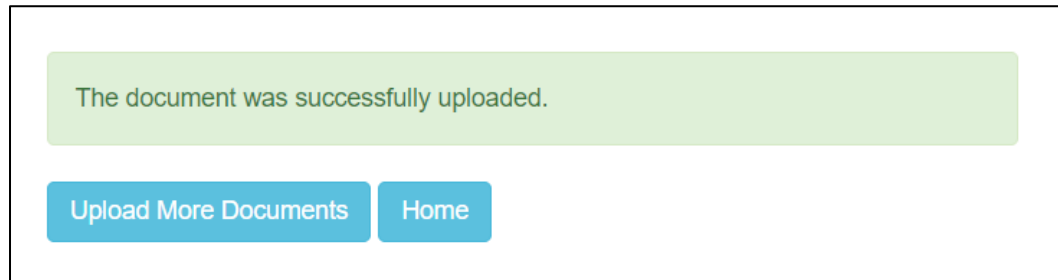 The document was successfully uploaded.
Upload More Documents Home